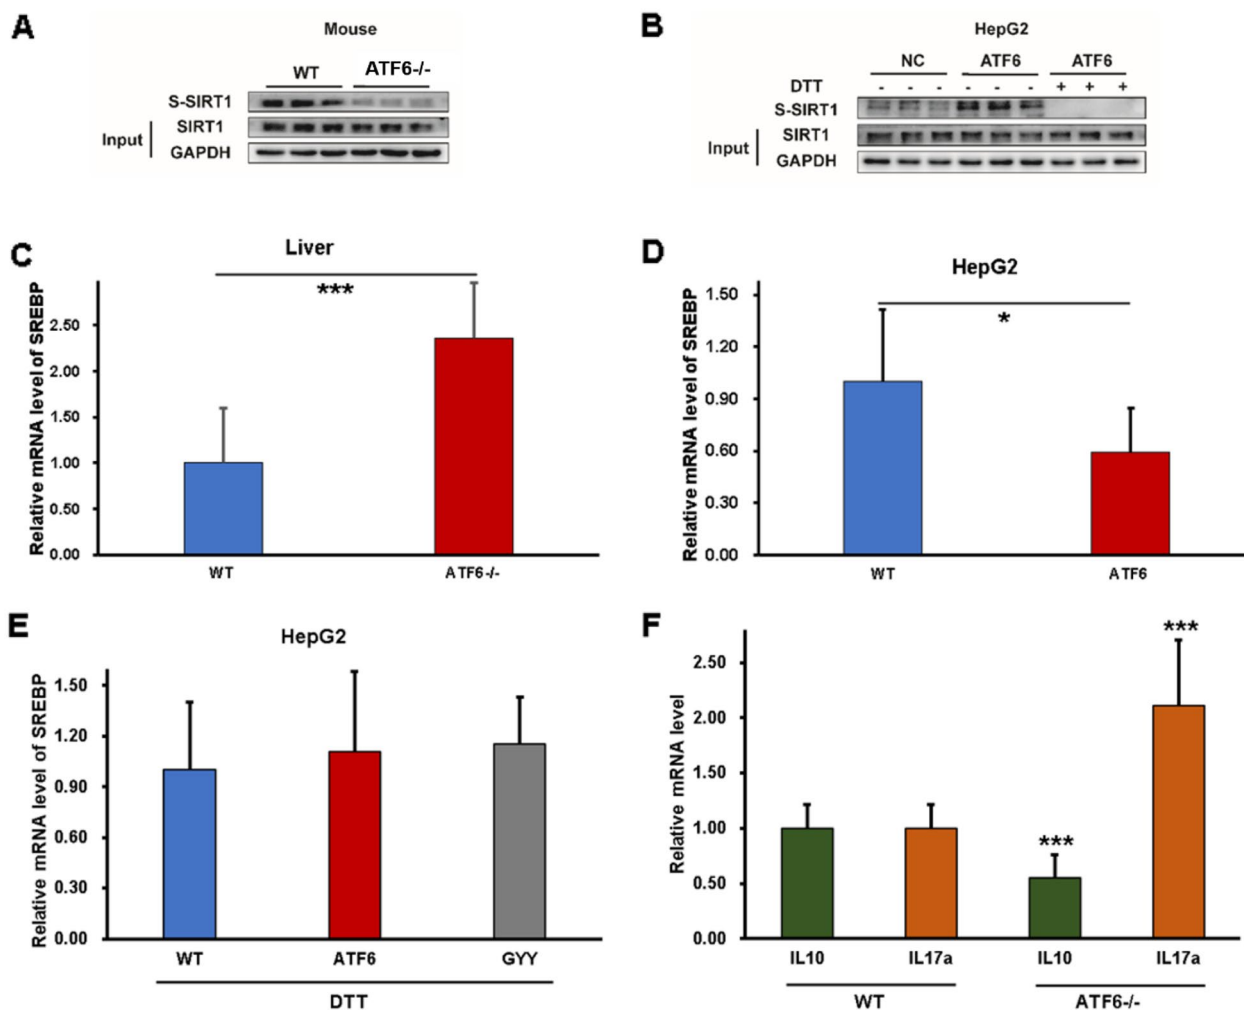 A
Mouse
WT ATF6-/-
S-SIRT1
Input SIRT1
GAPDH
B
HepG2
NC ATF6 ATF6
DTT - - - - - - + + +
S-SIRT1
Input SIRT1
GAPDH
C
Liver
***
Relative mRNA level of SREBP
2.50
2.00
1.50
1.00
0.50
0.00
WT ATF6-/-
D
HepG2
*
Relative mRNA level of SREBP
1.50
1.20
0.90
0.60
0.30
0.00
WT ATF6
E
HepG2
Relative mRNA level of SREBP
1.50
1.20
0.90
0.60
0.30
0.00
WT ATF6 GYY
DTT
F
Relative mRNA level
2.50
2.00
1.50
1.00
0.50
0.00
***
***
IL10 IL17a IL10 IL17a
WT ATF6-/-